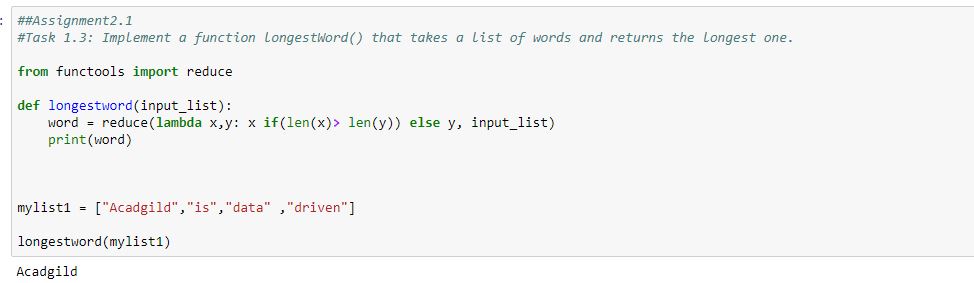 :
##Assignment2.1
#Task 1.3: Implement a function longestWord() that takes a list of words and returns the longest one.
from functools import reduce
def longestword(input_list):
    word = reduce(lambda x,y: x if(len(x)> len(y)) else y, input_list)
    print(word)
mylist1 = ["Acadgild","is","data" ,"driven"]
longestword(mylist1)
Acadgild